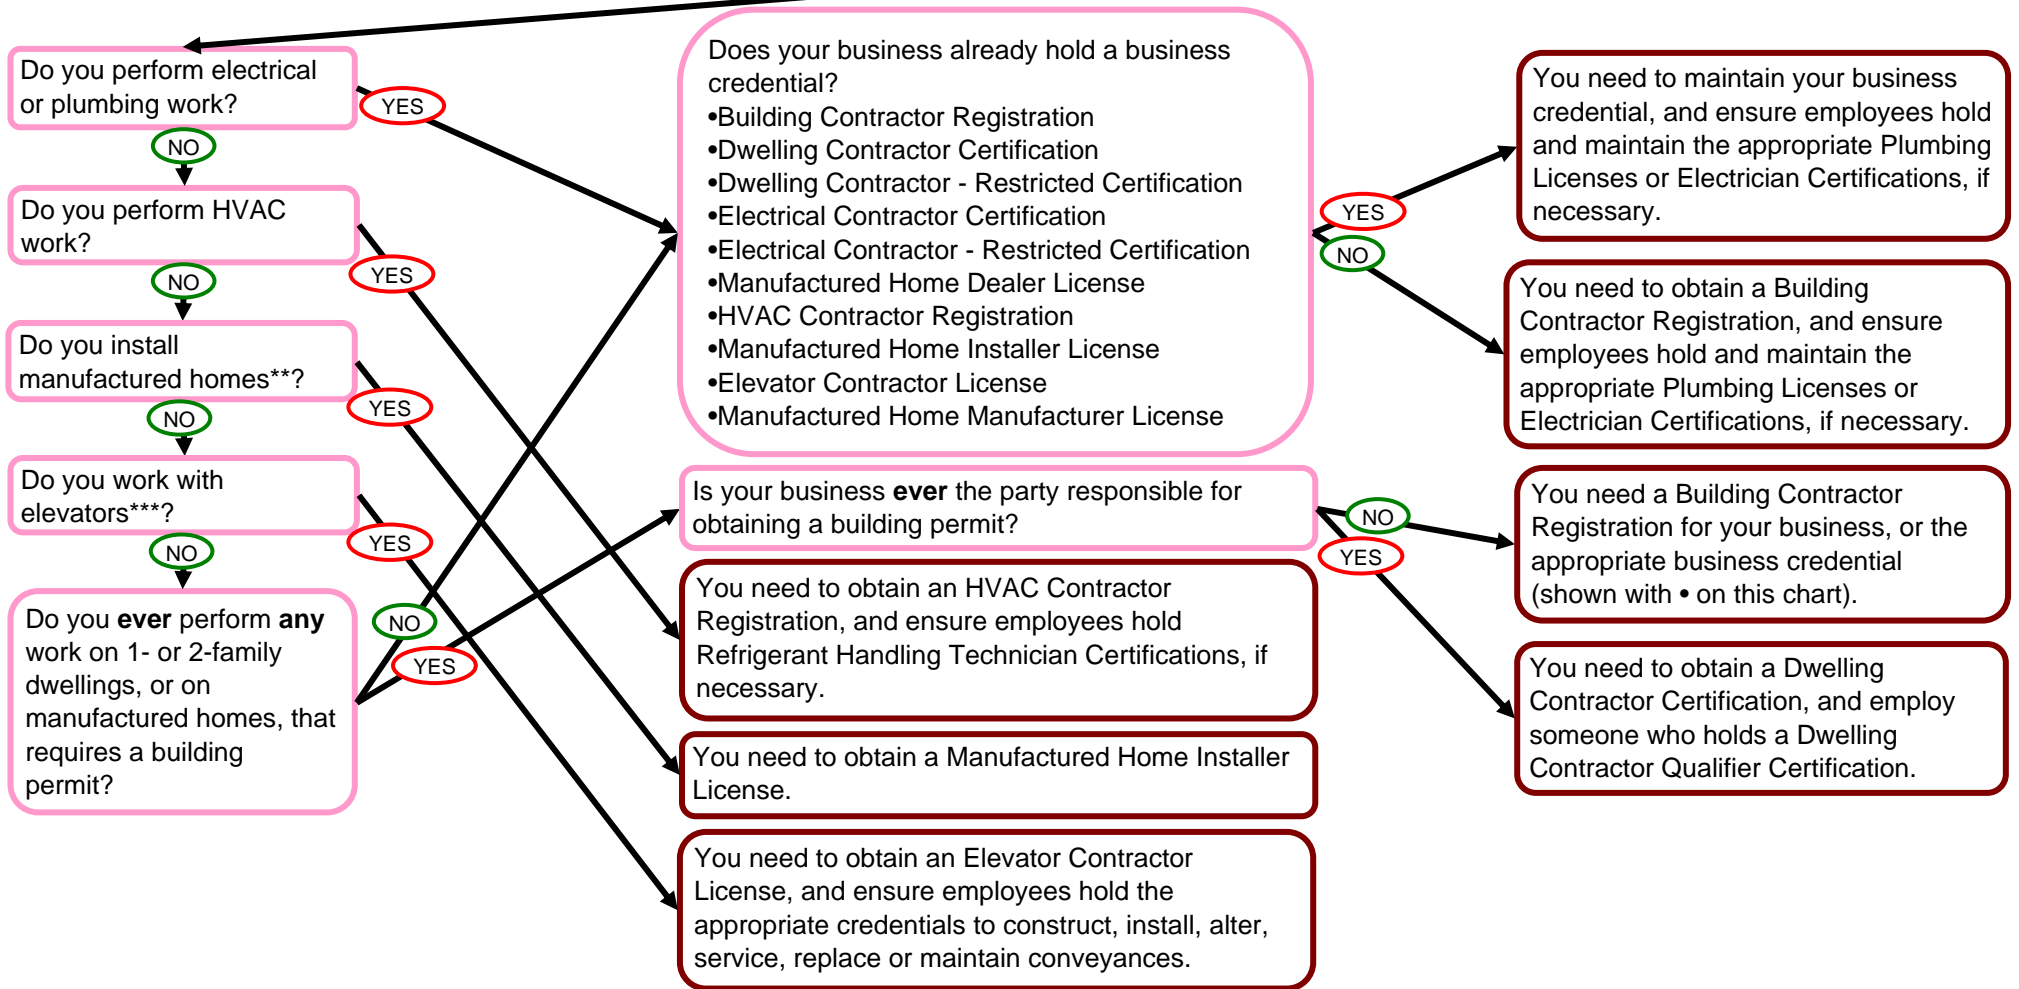 Do you perform electrical
or plumbing work?
YES
NO
Do you perform HVAC
work?
YES
NO
Do you install
manufactured homes**?
YES
NO
Do you work with
elevators***?
YES
NO
Do you ever perform any
work on 1- or 2-family
dwellings, or on
manufactured homes, that
requires a building
permit?
NO
YES
Does your business already hold a business
credential?
•Building Contractor Registration
•Dwelling Contractor Certification
•Dwelling Contractor - Restricted Certification
•Electrical Contractor Certification
•Electrical Contractor - Restricted Certification
•Manufactured Home Dealer License
•HVAC Contractor Registration
•Manufactured Home Installer License
•Elevator Contractor License
•Manufactured Home Manufacturer License
YES
NO
Is your business ever the party responsible for
obtaining a building permit?
NO
YES
You need to obtain an HVAC Contractor
Registration, and ensure employees hold
Refrigerant Handling Technician Certifications, if
necessary.
You need to obtain a Manufactured Home Installer
License.
You need to obtain an Elevator Contractor
License, and ensure employees hold the
appropriate credentials to construct, install, alter,
service, replace or maintain conveyances.
You need to maintain your business
credential, and ensure employees hold
and maintain the appropriate Plumbing
Licenses or Electrician Certifications, if
necessary.
You need to obtain a Building
Contractor Registration, and ensure
employees hold and maintain the
appropriate Plumbing Licenses or
Electrician Certifications, if necessary.
You need a Building Contractor
Registration for your business, or the
appropriate business credential
(shown with • on this chart).
You need to obtain a Dwelling
Contractor Certification, and employ
someone who holds a Dwelling
Contractor Qualifier Certification.